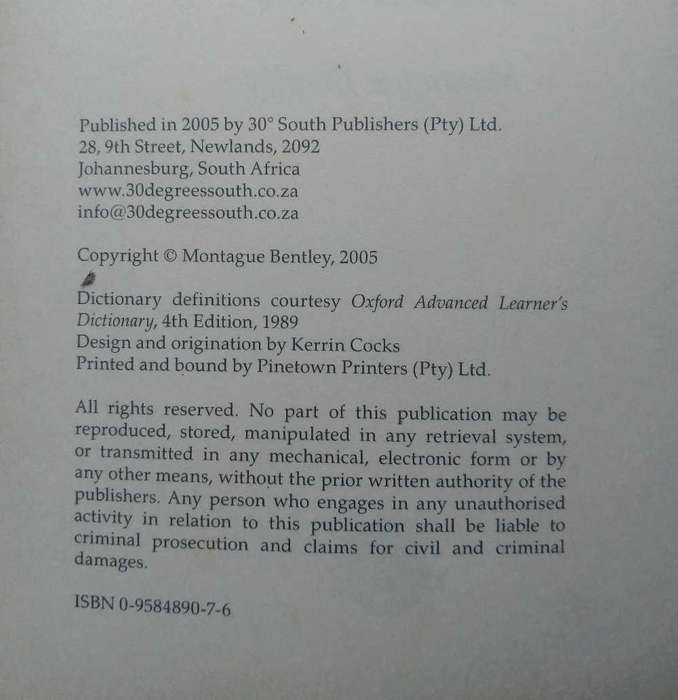 Published in 2005 by 30° South Publishers (Pty) Ltd.
28, 9th Street, Newlands, 2092
Johannesburg, South Africa
www.30degreessouth.co.za
info@30degreessouth.co.za
Copyright © Montague Bentley, 2005
Dictionary definitions courtesy Oxford Advanced Learner's
Dictionary, 4th Edition, 1989
Design and origination by Kerrin Cocks
Printed and bound by Pinetown Printers (Pty) Ltd.
All rights reserved. No part of this publication may be
reproduced, stored, manipulated in any retrieval system,
or transmitted in any mechanical, electronic form or by
any other means, without the prior written authority of the
publishers. Any person who engages in any unauthorised
activity in relation to this publication shall be liable to
criminal prosecution and claims for civil and criminal
damages.
ISBN 0-9584890-7-6